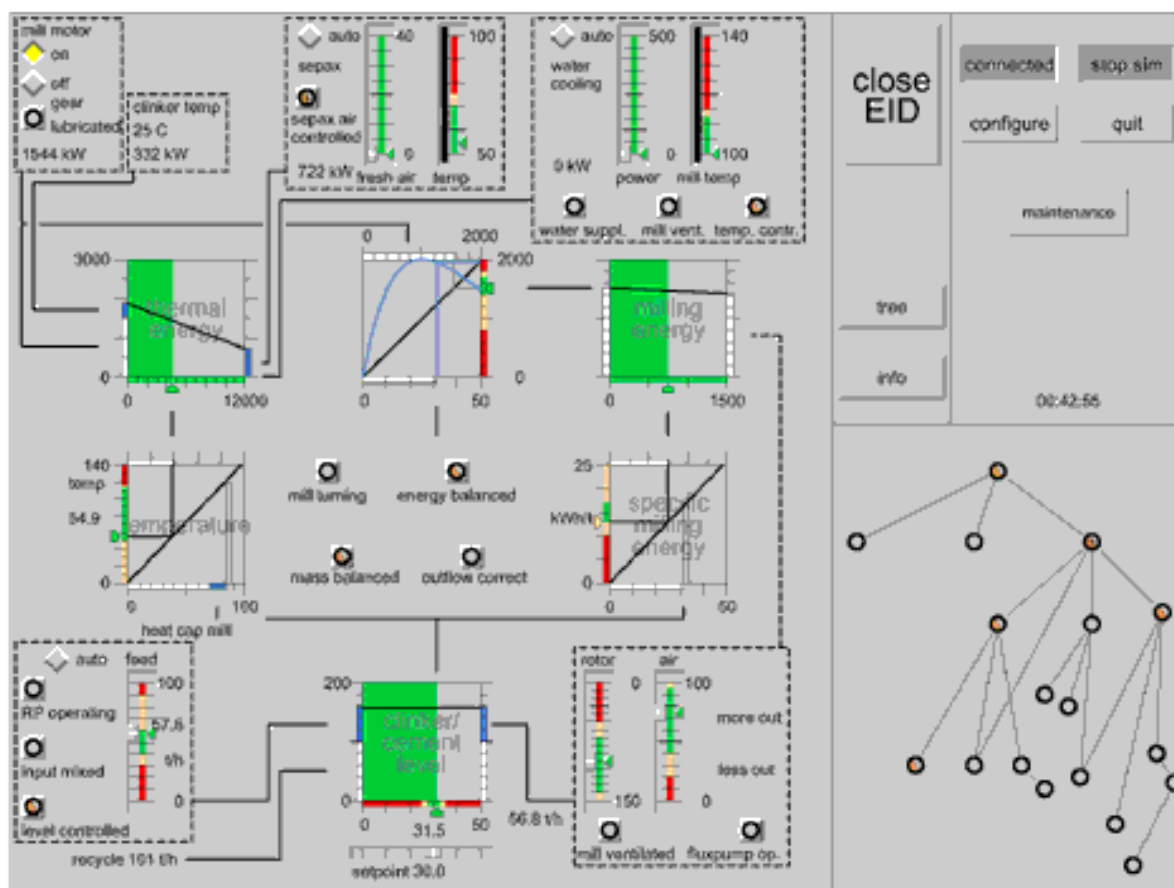 mill motor
on
off
gear
lubricated
1544 kW
clinker temp
25 C
332 kW
auto
sepax
sepax air
controlled
722 kW
40
0
fresh air
100
50
temp
auto
water
cooling
0 kW
500
0
power
140
100
mill temp
water suppl.
mill vent.
temp. contr.
close
EID
connected
stop sim
configure
quit
maintenance
tree
info
00:42:55
3000
0
thermal
energy
0
12000
0
2000
2000
0
0
50
milling
energy
0
1500
140
temp
54.9
0
temperature
0
100
heat cap mill
mill turning
energy balanced
mass balanced
outflow correct
25
kWh/t
0
specific
milling
energy
0
50
auto
feed
RP operating
input mixed
level controlled
100
57.6
t/h
0
recycle 161 t/h
200
100
0
clinker/
cement
level
0
50
31.5
setpoint 30.0
56.8 t/h
rotor
0
150
air
100
0
more out
less out
mill ventilated
fluxpump op.